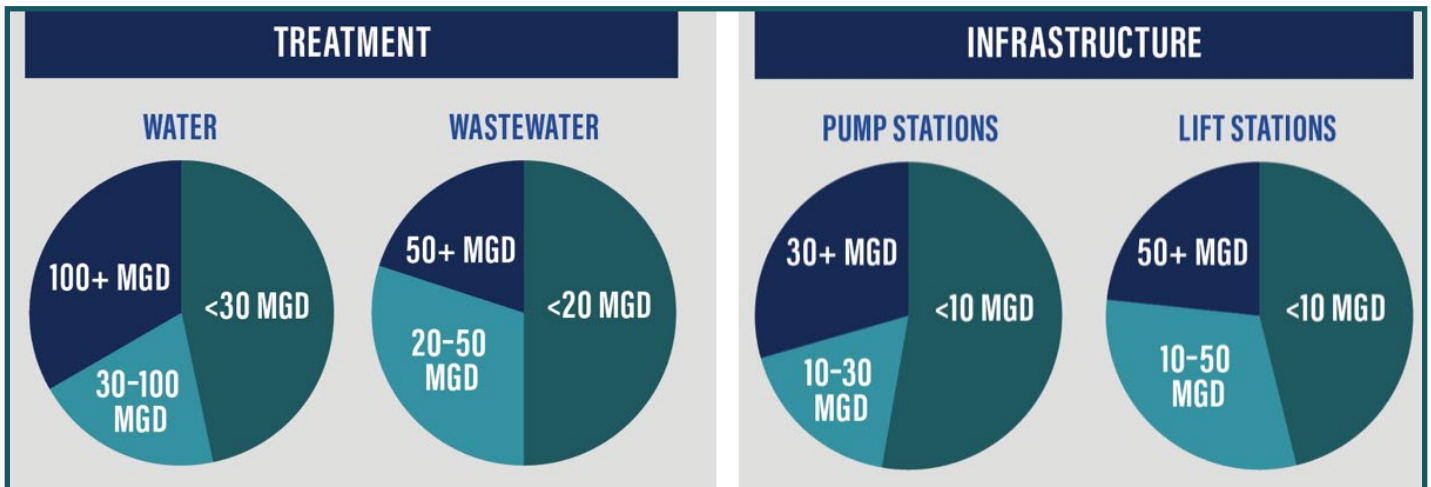 TREATMENT
WATER
100+ MGD
<30 MGD
30-100
MGD
WASTEWATER
50+ MGD
<20 MGD
20-50
MGD
INFRASTRUCTURE
PUMP STATIONS
30+ MGD
<10 MGD
10-30
MGD
LIFT STATIONS
50+ MGD
<10 MGD
10-50
MGD